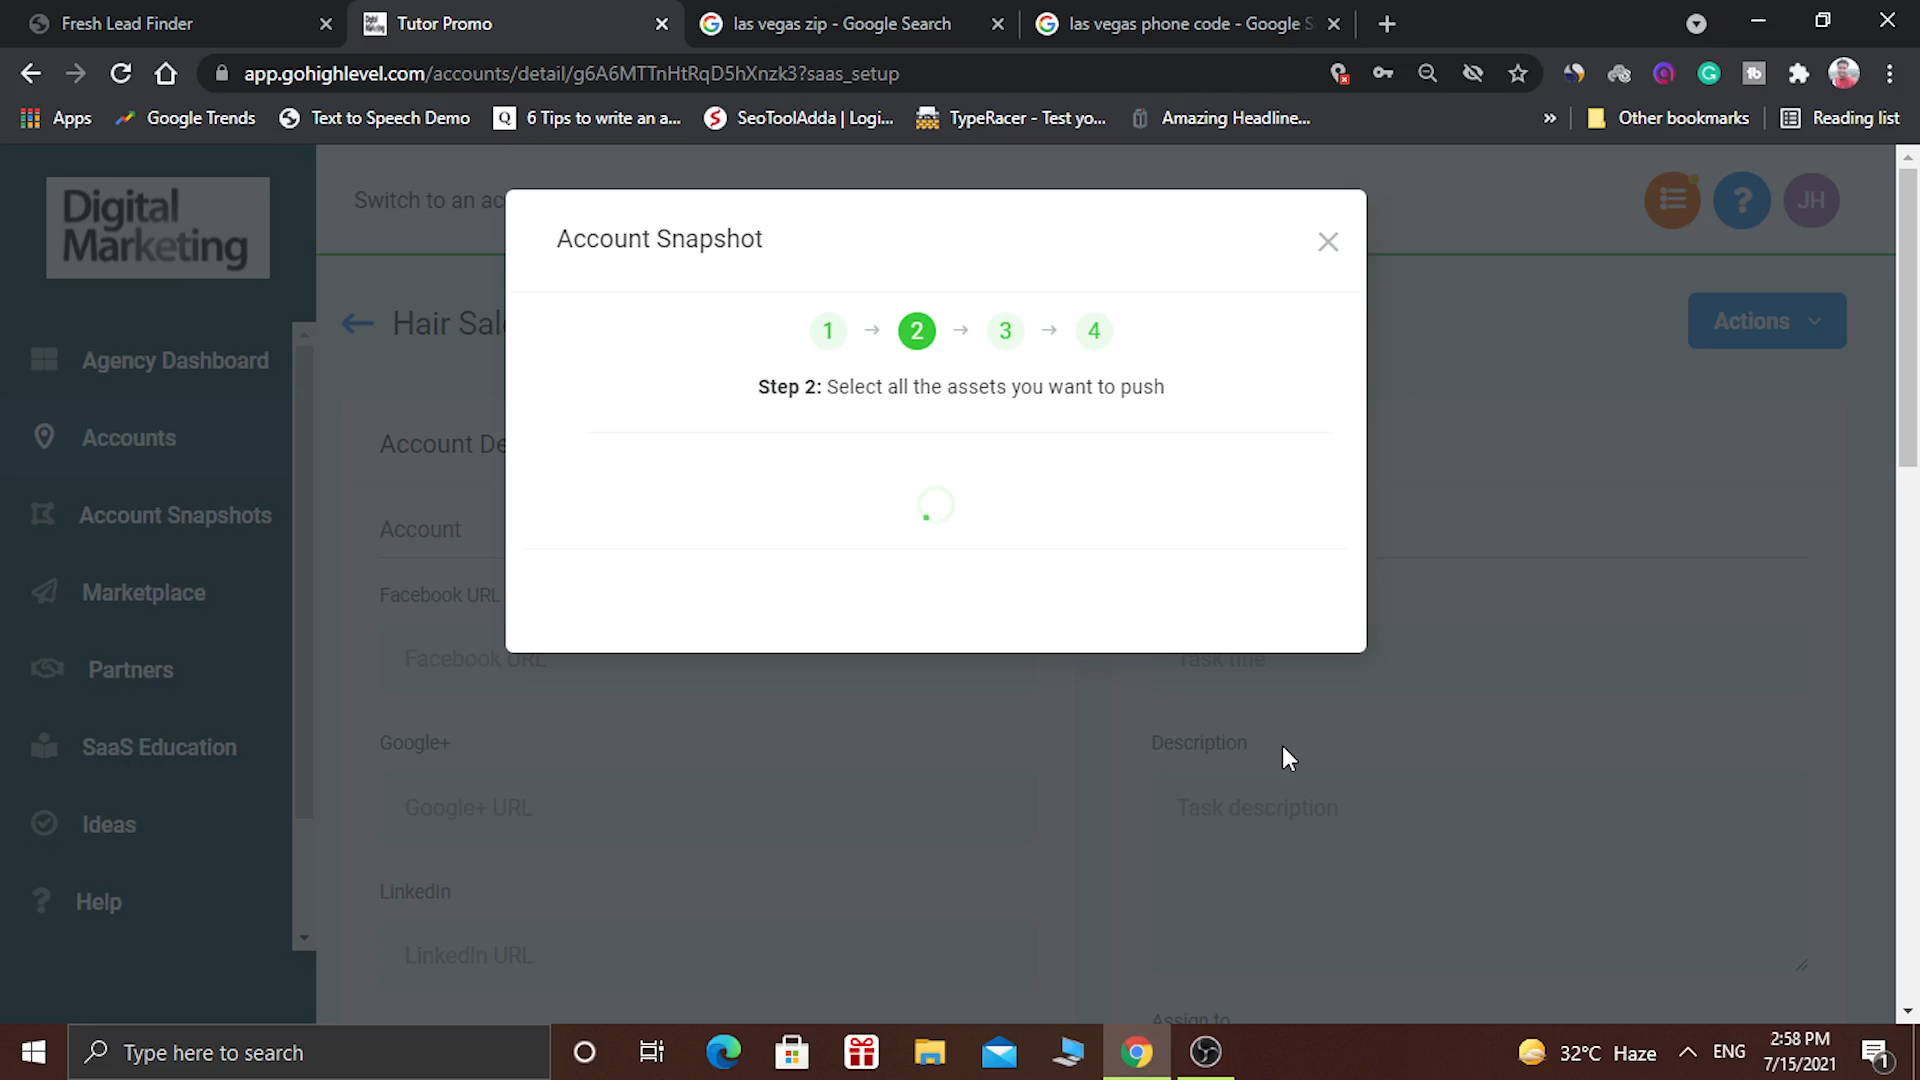 Fresh Lead Finder
Tutor Promo
las vegas zip - Google Search
las vegas phone code - Google S
app.gohighlevel.com/accounts/detail/g6A6MTTnHtRqD5hXnzk3?saas_setup
Apps
Google Trends
Text to Speech Demo
6 Tips to write an a...
SeoToolAdda | Logi...
TypeRacer - Test yo...
Amazing Headline...
»
Other bookmarks
Reading list
Digital
Marketing
Switch to an ac
JH
Hair Sal
Actions
Account Snapshot
1 → 2 → 3 → 4
Step 2: Select all the assets you want to push
Agency Dashboard
Accounts
Account Snapshots
Marketplace
Partners
SaaS Education
Ideas
Help
Account De
Account
Facebook URL
Facebook URL
Task title
Google+
Description
Google+ URL
Task description
LinkedIn
LinkedIn URL
Assign to
Type here to search
32°C Haze
ENG
2:58 PM
7/15/2021
1